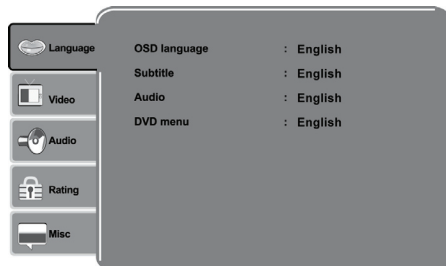 Language
Video
Audio
Rating
Misc
OSD language : English
Subtitle : English
Audio : English
DVD menu : English